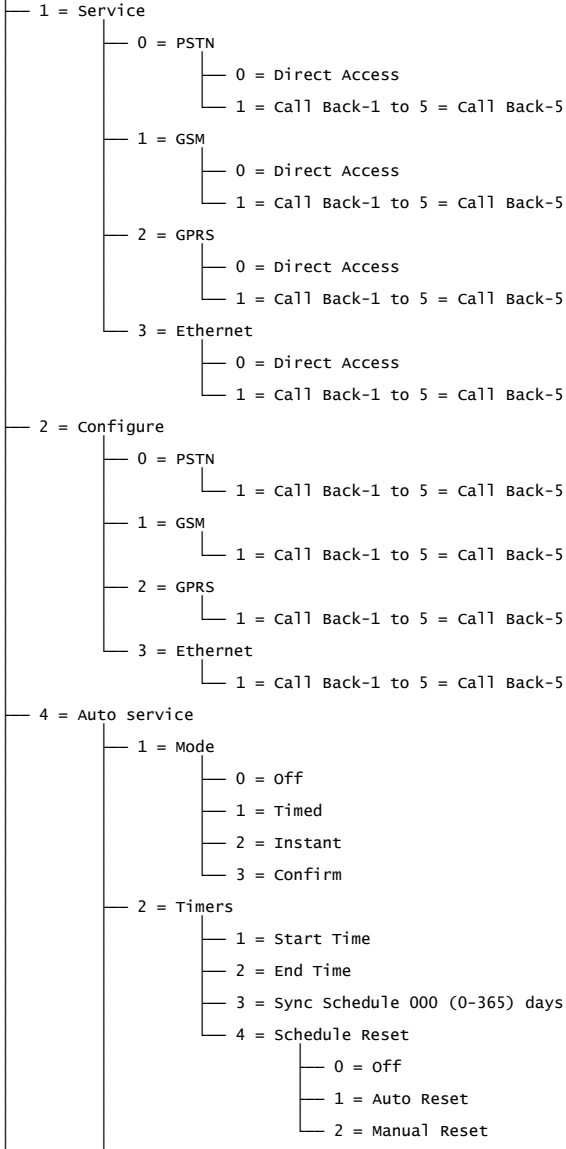 1 = Service
0 = PSTN
0 = Direct Access
1 = Call Back-1 to 5 = Call Back-5
1 = GSM
0 = Direct Access
1 = Call Back-1 to 5 = Call Back-5
2 = GPRS
0 = Direct Access
1 = Call Back-1 to 5 = Call Back-5
3 = Ethernet
0 = Direct Access
1 = Call Back-1 to 5 = Call Back-5
2 = Configure
0 = PSTN
1 = Call Back-1 to 5 = Call Back-5
1 = GSM
1 = Call Back-1 to 5 = Call Back-5
2 = GPRS
1 = Call Back-1 to 5 = Call Back-5
3 = Ethernet
1 = Call Back-1 to 5 = Call Back-5
4 = Auto service
1 = Mode
0 = Off
1 = Timed
2 = Instant
3 = Confirm
2 = Timers
1 = Start Time
2 = End Time
3 = Sync Schedule 000 (0-365) days
4 = Schedule Reset
0 = Off
1 = Auto Reset
2 = Manual Reset